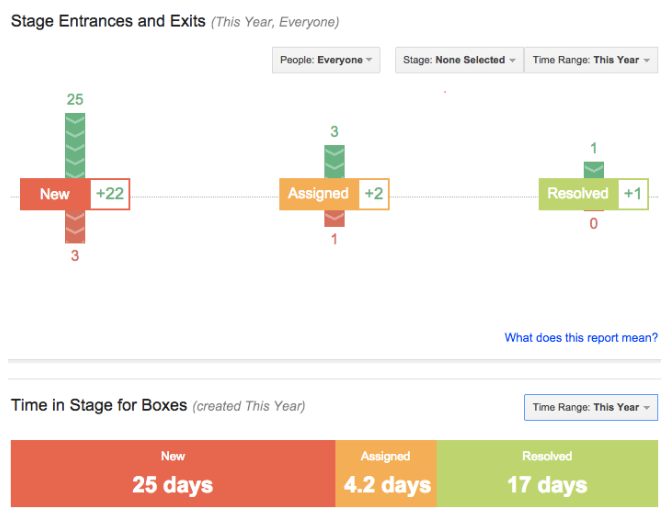 Stage Entrances and Exits (This Year, Everyone)
People: Everyone Stage: None Selected Time Range: This Year
25
3
1
New +22
Assigned +2
Resolved +1
3
1
0
What does this report mean?
Time in Stage for Boxes (created This Year)
Time Range: This Year
New Assigned Resolved
25 days 4.2 days 17 days